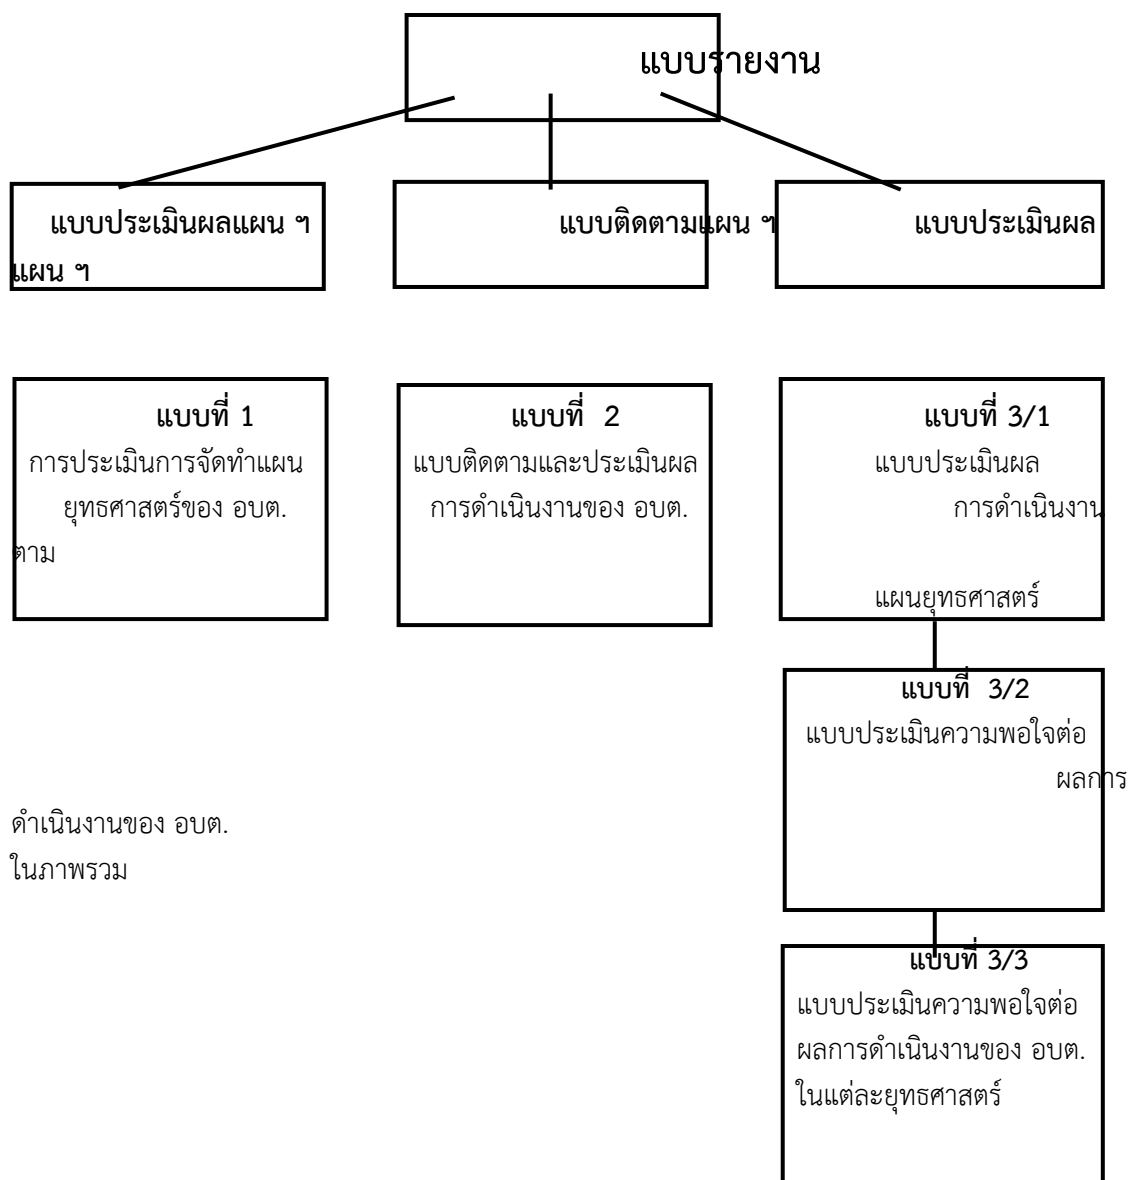 แบบรายงาน
แบบประเมินผลแผน ฯ
แบบติดตามแผน ฯ
แบบประเมินผล
แผน ฯ
แบบที่ 1
การประเมินการจัดทำแผน
ยุทธศาสตร์ของ อบต.
ตาม
แบบที่ 2
แบบติดตามและประเมินผล
การดำเนินงานของ อบต.
แบบที่ 3/1
แบบประเมินผล
การดำเนินงาน
แผนยุทธศาสตร์
แบบที่ 3/2
แบบประเมินความพอใจต่อ
ผลการ
ดำเนินงานของ อบต.
ในภาพรวม
แบบที่ 3/3
แบบประเมินความพอใจต่อ
ผลการดำเนินงานของ อบต.
ในแต่ละยุทธศาสตร์